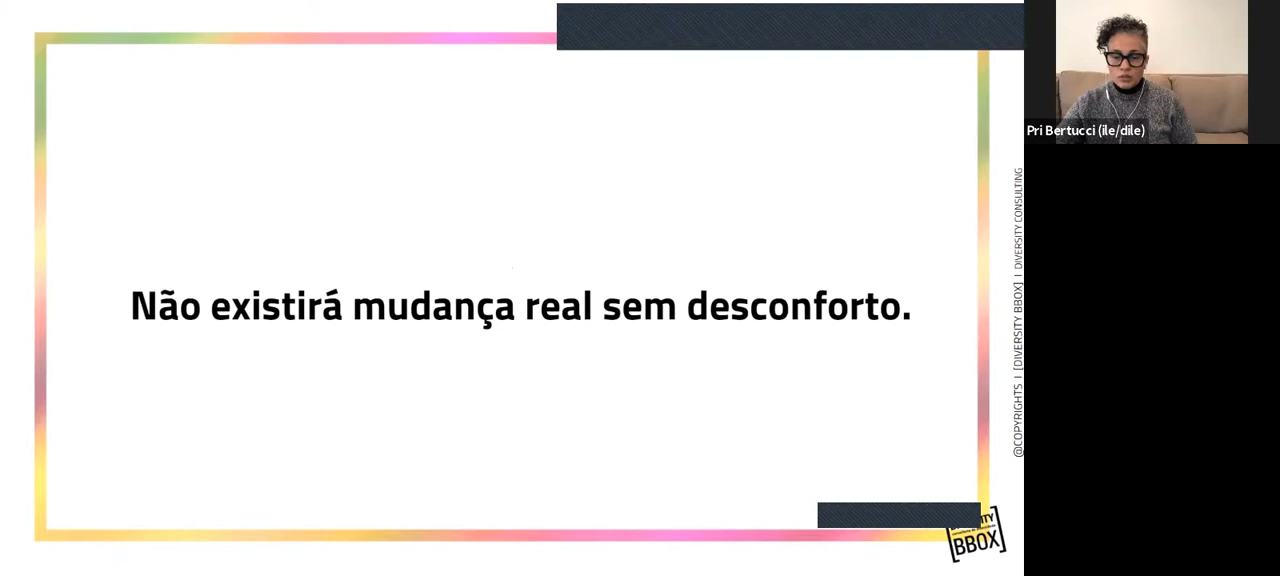 Não existirá mudança real sem desconforto.
Pri Bertucci (ile/dile)
@COPYRIGHTS I [DIVERSITY BBOX] I DIVERSITY CONSULTING
BBOX